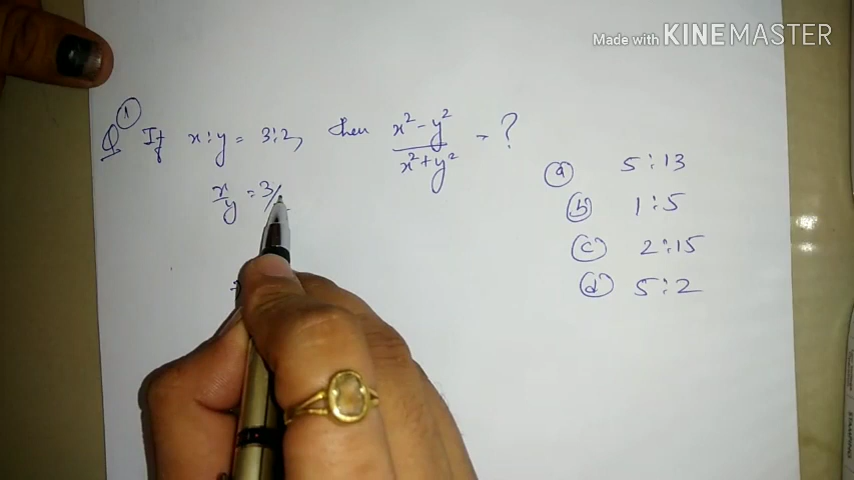 Made with KINEMASTER
Q ① If x:y = 3:2, then (x² - y²)/(x² + y²) = ?
x/y = 3/
ⓐ 5:13
ⓑ 1:5
ⓒ 2:15
ⓓ 5:2